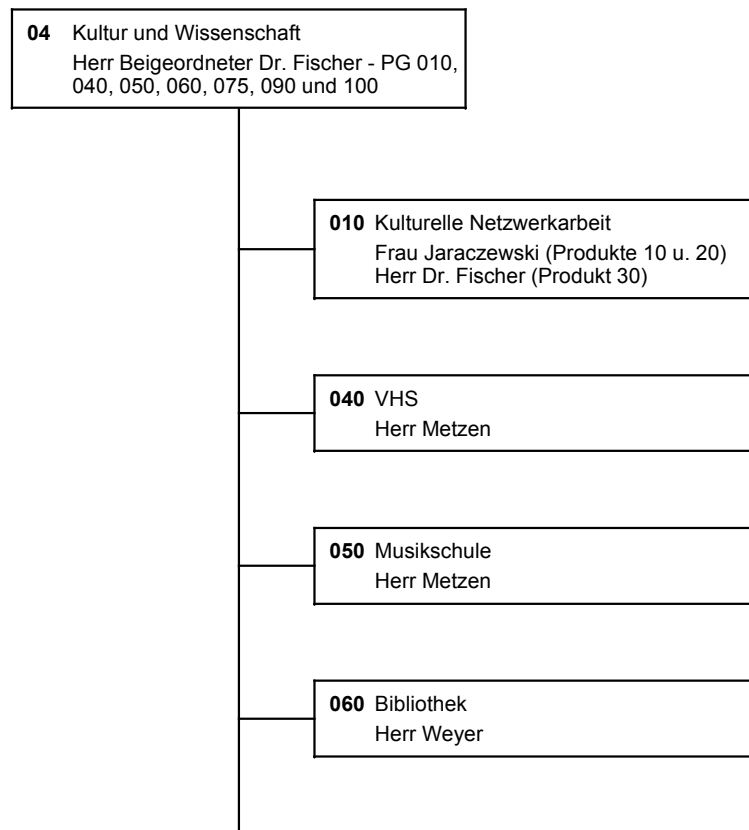 04 Kultur und Wissenschaft
Herr Beigeordneter Dr. Fischer - PG 010,
040, 050, 060, 075, 090 und 100
010 Kulturelle Netzwerkarbeit
Frau Jaraczewski (Produkte 10 u. 20)
Herr Dr. Fischer (Produkt 30)
040 VHS
Herr Metzen
050 Musikschule
Herr Metzen
060 Bibliothek
Herr Weyer